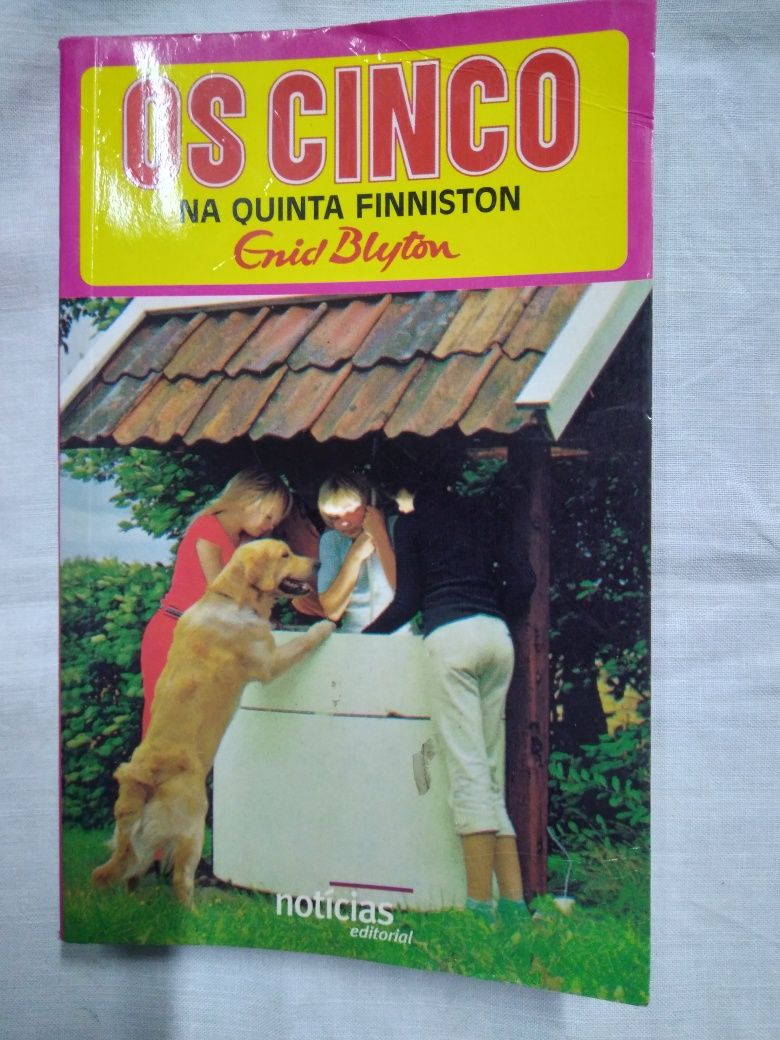 OS CINCO
NA QUINTA FINNISTON
Enid Blyton
notícias
editorial